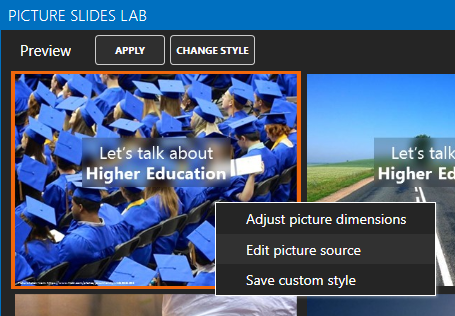 PICTURE SLIDES LAB
Preview
APPLY
CHANGE STYLE
Let's talk about
Higher Education
Let's talk
Higher Ed
Adjust picture dimensions
Edit picture source
Save custom style